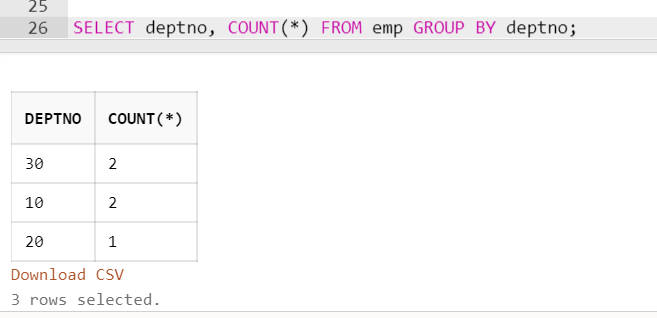 25
26 SELECT deptno, COUNT(*) FROM emp GROUP BY deptno;
DEPTNO COUNT(*)
30 2
10 2
20 1
Download CSV
3 rows selected.